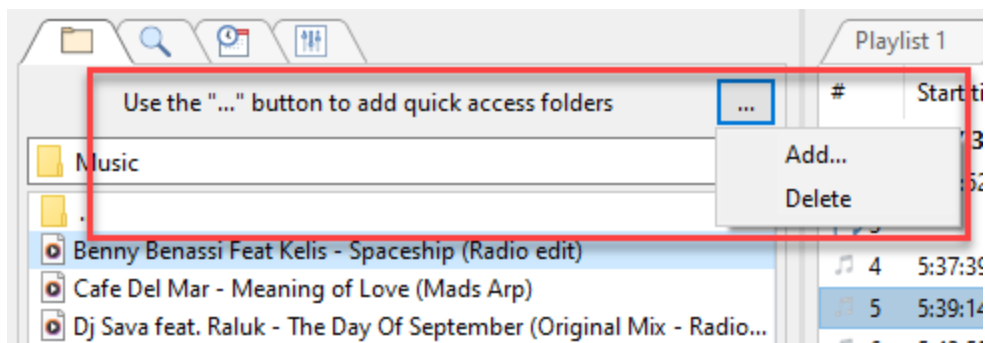 Playlist 1
Use the "..." button to add quick access folders
...
#
Music
Add...
Delete
..
Benny Benassi Feat Kelis - Spaceship (Radio edit)
4
5:37:39
Cafe Del Mar - Meaning of Love (Mads Arp)
5
5:39:14
Dj Sava feat. Raluk - The Day Of September (Original Mix - Radio...